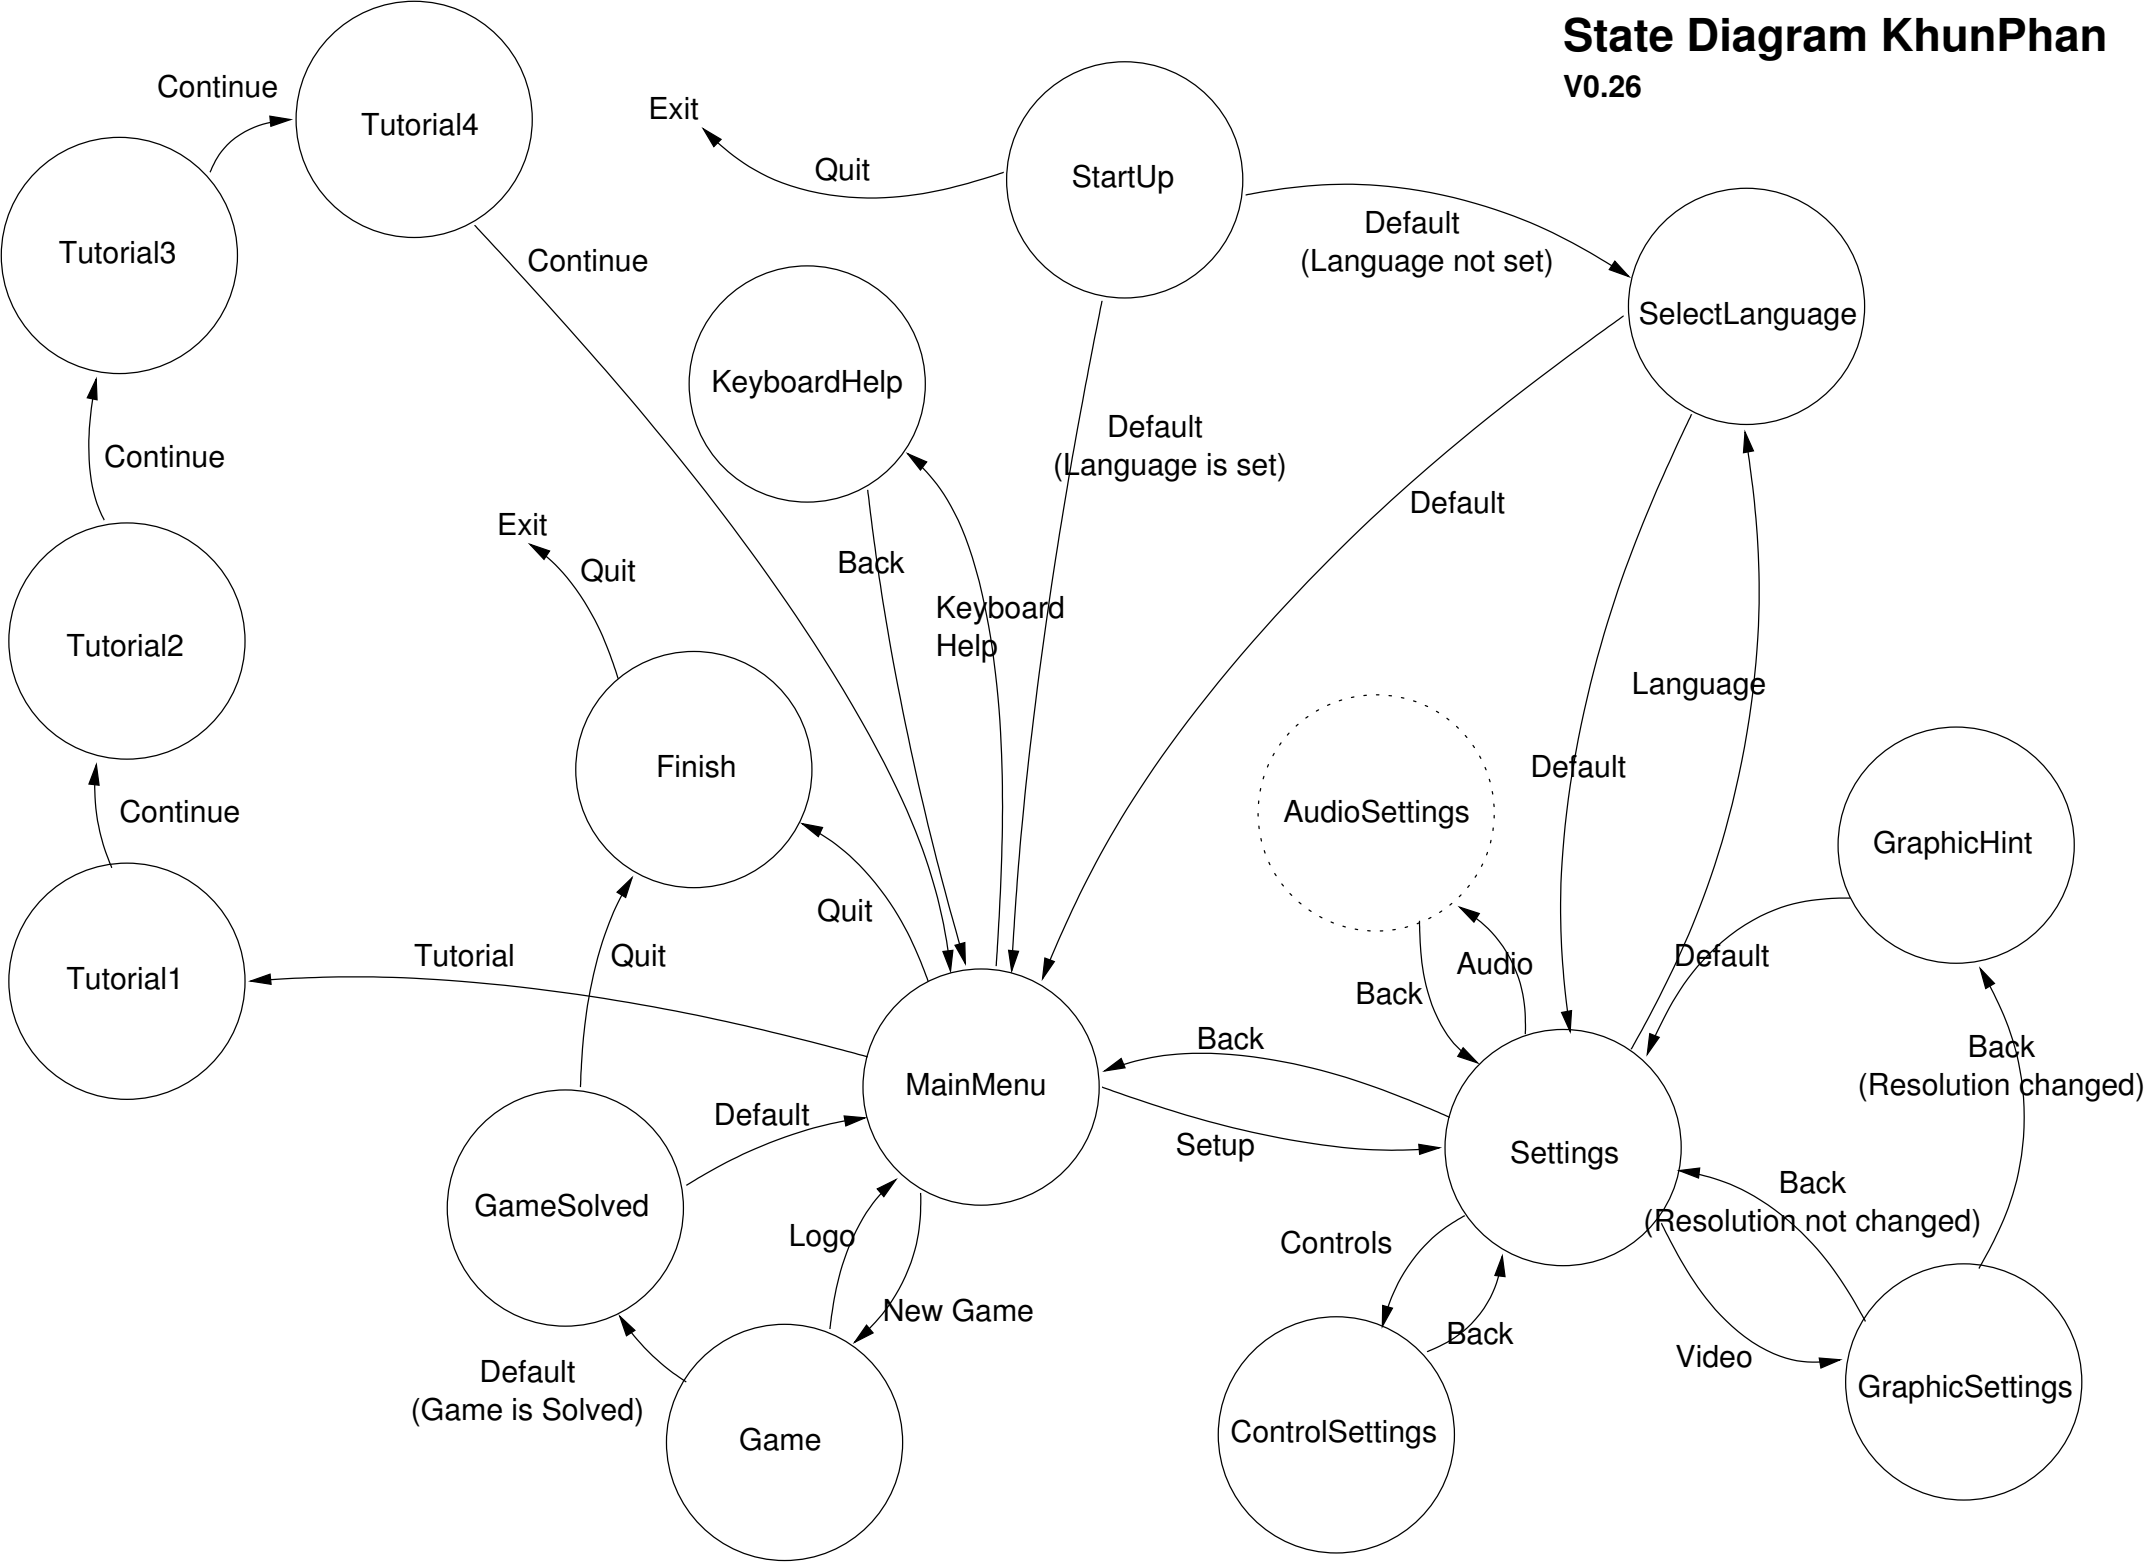 State Diagram KhunPhan
V0.26
Continue
Tutorial4
Exit
Quit
StartUp
Default
(Language not set)
Tutorial3
Continue
SelectLanguage
KeyboardHelp
Default
(Language is set)
Continue
Default
Exit
Quit
Back
Keyboard
Help
Tutorial2
Language
Finish
Default
AudioSettings
Continue
GraphicHint
Quit
Tutorial
Quit
Audio
Default
Tutorial1
Back
Back
Back
(Resolution changed)
MainMenu
Default
Setup
Settings
Back
(Resolution not changed)
GameSolved
Logo
Controls
New Game
Back
Video
Default
(Game is Solved)
GraphicSettings
Game
ControlSettings